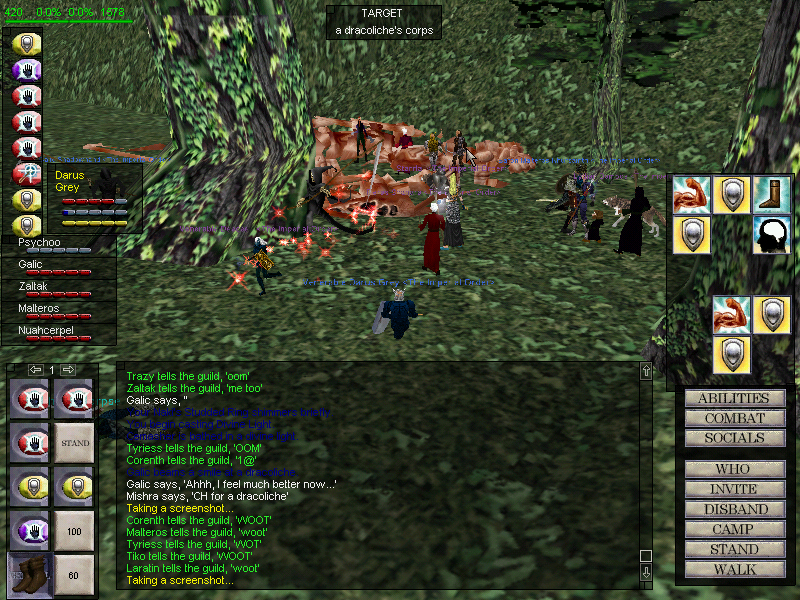 420 0.0% :0.0% 1578
TARGET
a dracoliche's corps
Darus
Grey
Psychoo
Galic
Zaltak
Malteros
Nuahcerpel
1
STAND
100
60
Trazy tells the guild, 'oom'
Zaltak tells the guild, 'me too'
Galic says, ''
Tyriess tells the guild, 'OOM'
Corenth tells the guild, '1@'
Galic says, 'Ahhh, I feel much better now...'
Mishra says, 'CH for a dracoliche'
Taking a screenshot...
Corenth tells the guild, 'WOOT'
Malteros tells the guild, 'woot'
Tyriess tells the guild, 'WOT'
Tiko tells the guild, 'WOOT'
Laratin tells the guild, 'woot'
Taking a screenshot...
ABILITIES
COMBAT
SOCIALS
WHO
INVITE
DISBAND
CAMP
STAND
WALK